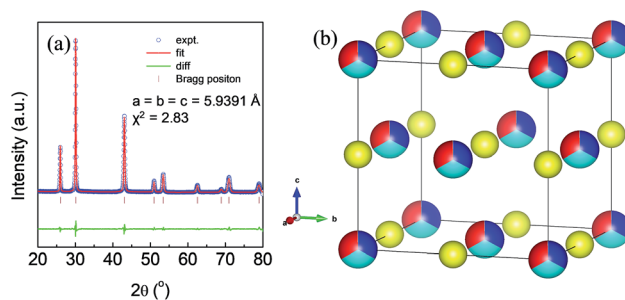 (a)
expt.
fit
diff
Bragg positon
a = b = c = 5.9391 Å
χ² = 2.83
Intensity (a.u.)
20 30 40 50 60 70 80
2θ (°)
(b)
c
a
b